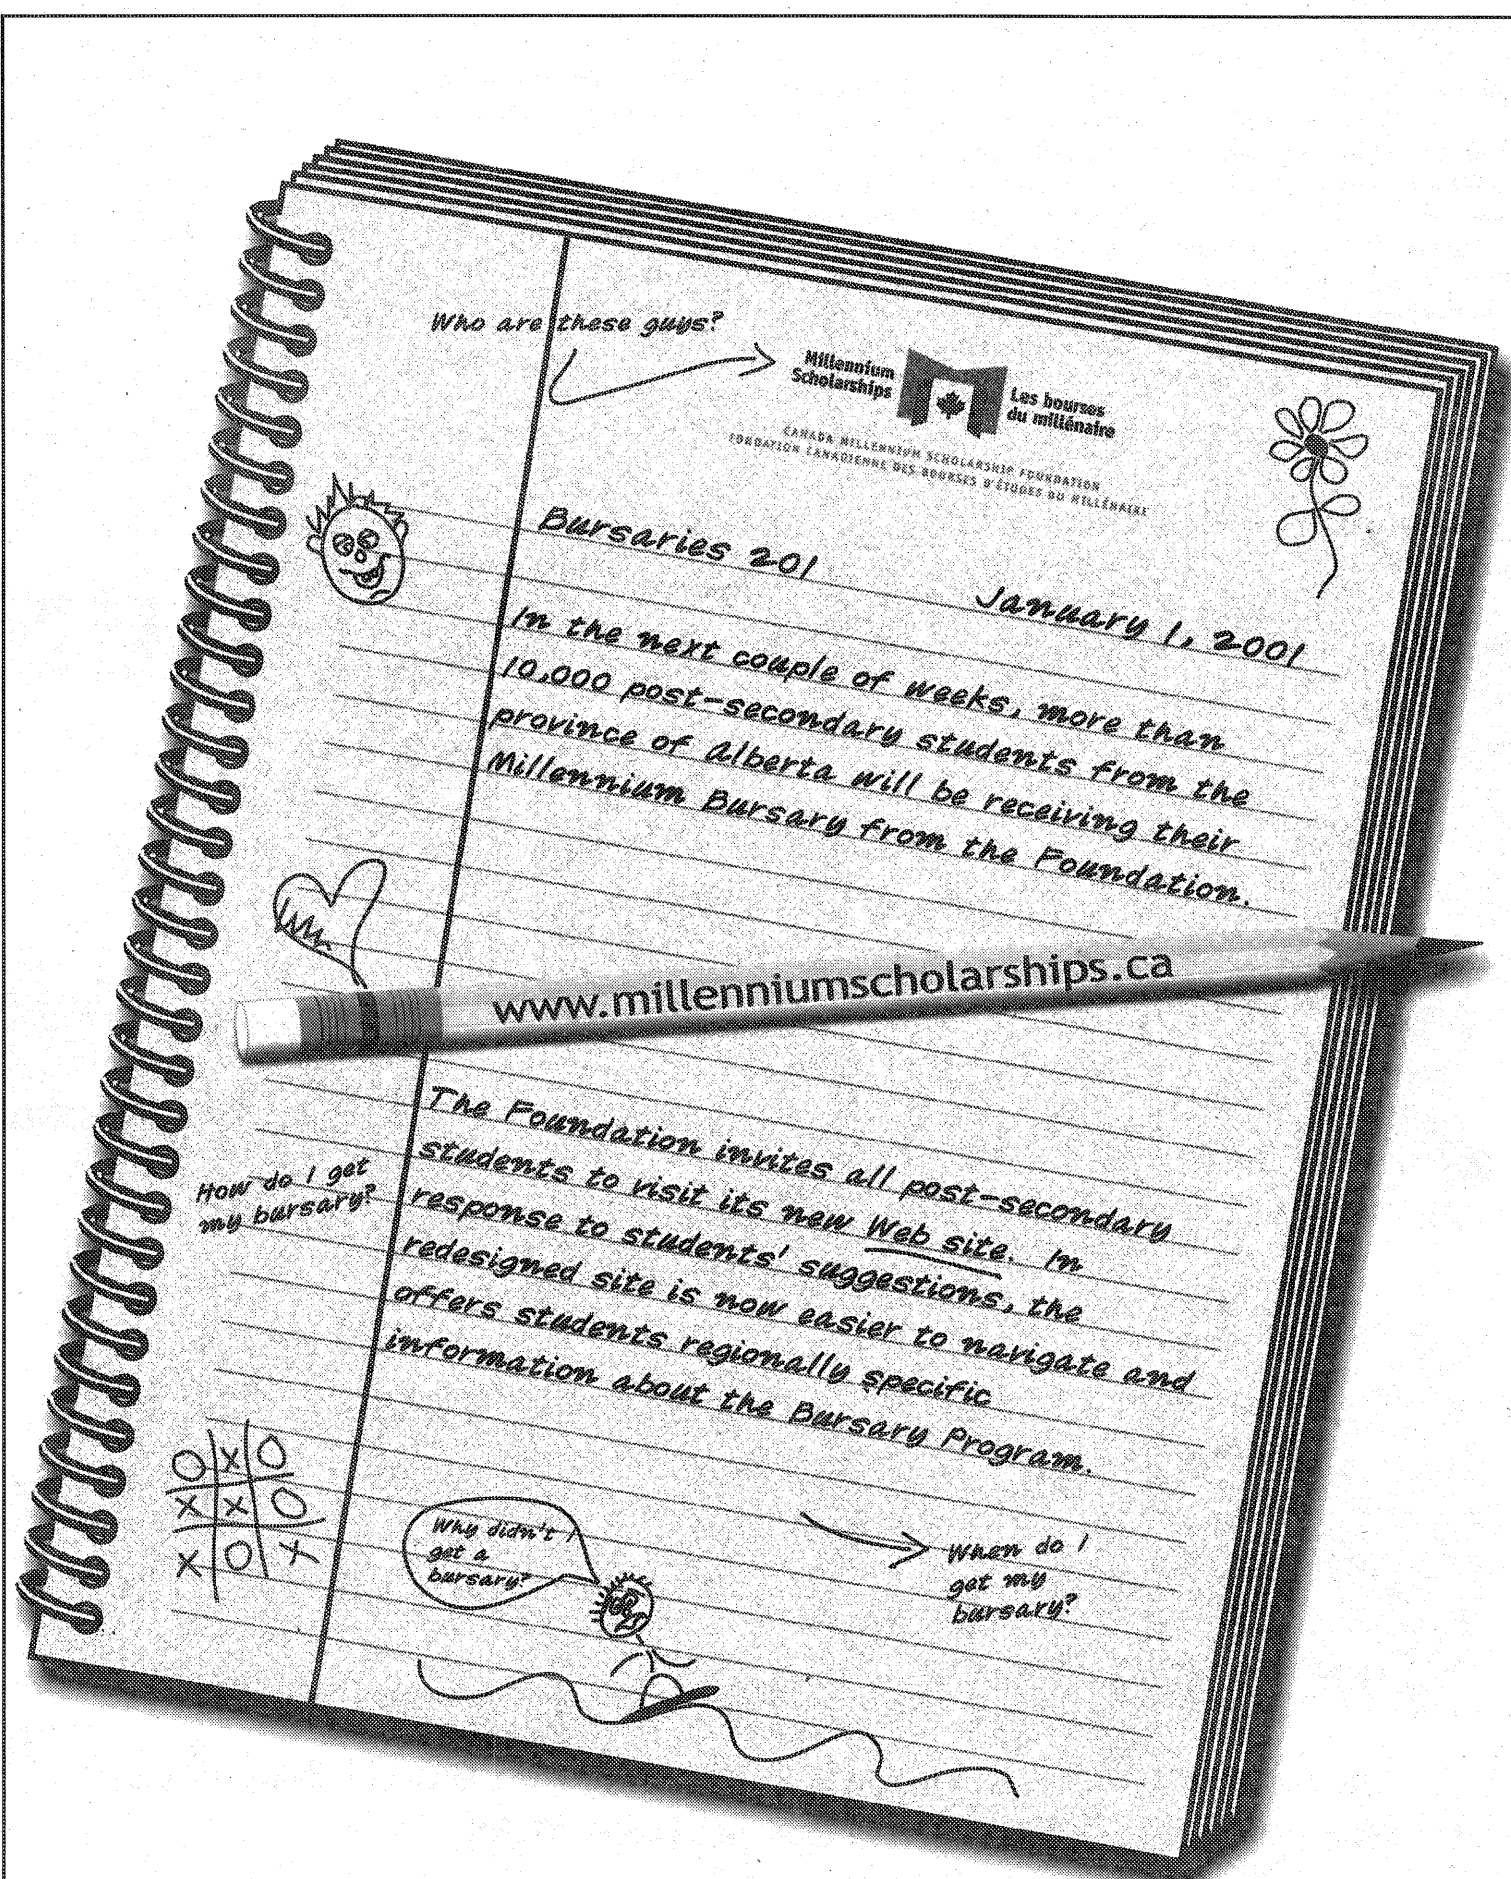 Who are these guys?
Millennium
Scholarships
Les bourses
du millénaire
CANADA MILLENNIUM SCHOLARSHIP FOUNDATION
FONDATION CANADIENNE DES BOURSES D'ÉTUDES DU MILLÉNAIRE
Bursaries 201
January 1, 2001
In the next couple of weeks, more than
10,000 post-secondary students from the
province of Alberta will be receiving their
Millennium Bursary from the Foundation.
www.millenniumscholarships.ca
The Foundation invites all post-secondary
students to visit its new Web site. In
response to students' suggestions, the
redesigned site is now easier to navigate and
offers students regionally specific
information about the Bursary Program.
How do I get
my bursary?
O X O
X X O
X O X
Why didn't I
get a
bursary?
When do I
get my
bursary?